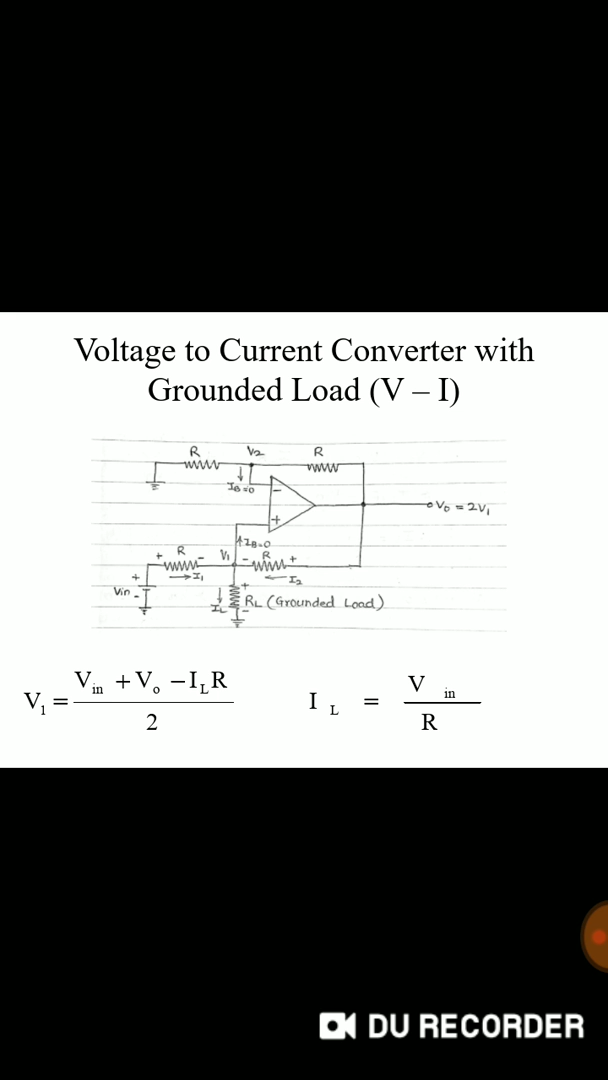 Voltage to Current Converter with
Grounded Load (V – I)
R V2 R
IB=0
−
+
Vo = 2V1
IB=0
+ R − V1 − R +
I1 I2
+
Vin −
IL
+
RL (Grounded Load)
−
V1 = (Vin + Vo − ILR) / 2
IL = Vin / R
DU RECORDER